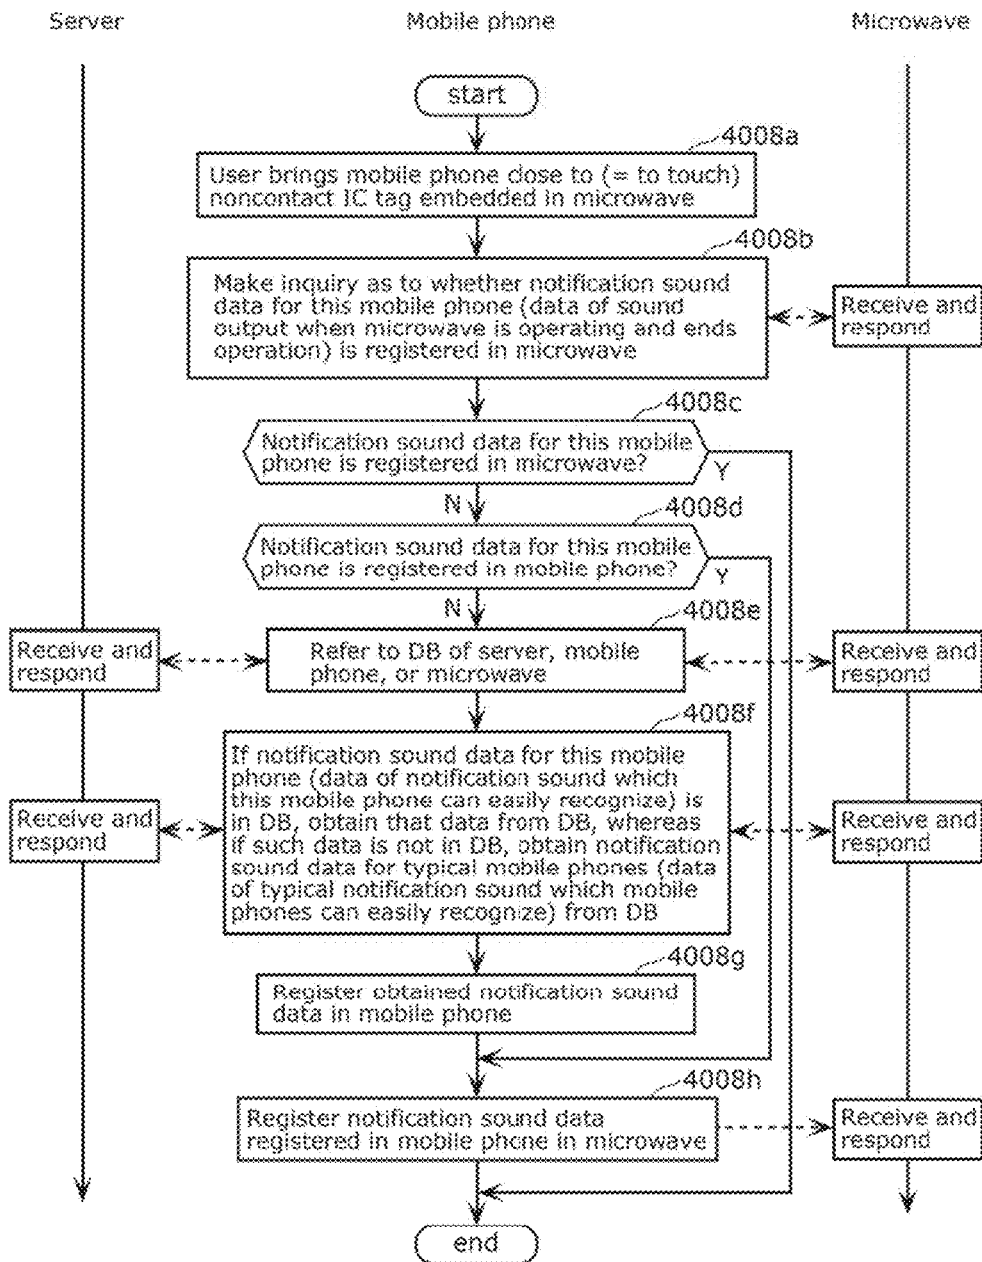 Server
Mobile phone
Microwave
start
4008a
User brings mobile phone close to (= to touch)
noncontact IC tag embedded in microwave
4008b
Make inquiry as to whether notification sound
data for this mobile phone (data of sound
output when microwave is operating and ends
operation) is registered in microwave
Receive and
respond
4008c
Notification sound data for this mobile
phone is registered in microwave?
Y
N
4008d
Notification sound data for this mobile
phone is registered in mobile phone?
Y
N
4008e
Receive and
respond
Refer to DB of server, mobile
phone, or microwave
Receive and
respond
4008f
If notification sound data for this mobile
phone (data of notification sound which
this mobile phone can easily recognize) is
in DB, obtain that data from DB, whereas
if such data is not in DB, obtain notification
sound data for typical mobile phones (data
of typical notification sound which mobile
phones can easily recognize) from DB
Receive and
respond
Receive and
respond
4008g
Register obtained notification sound
data in mobile phone
4008h
Register notification sound data
registered in mobile phone in microwave
Receive and
respond
end